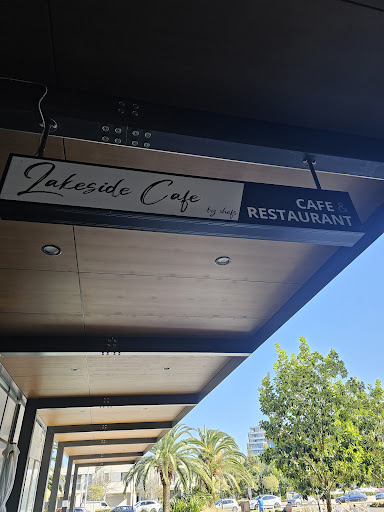 Lakeside Cafe
by chefs
CAFE &
RESTAURANT